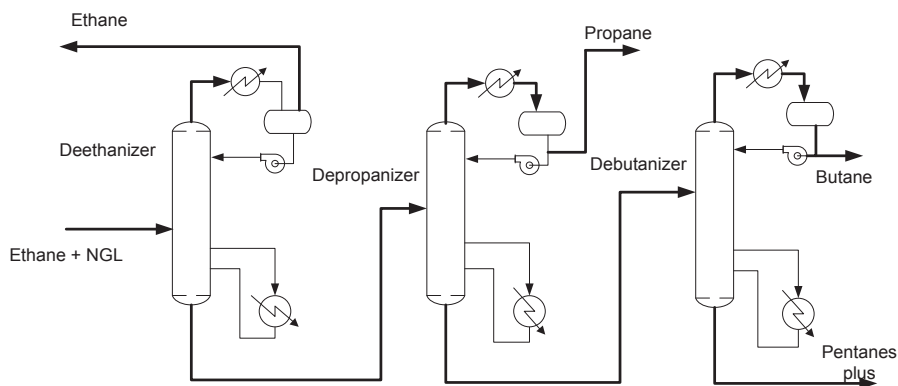 Ethane
Propane
Deethanizer
Depropanizer
Debutanizer
Butane
Ethane + NGL
Pentanes
plus